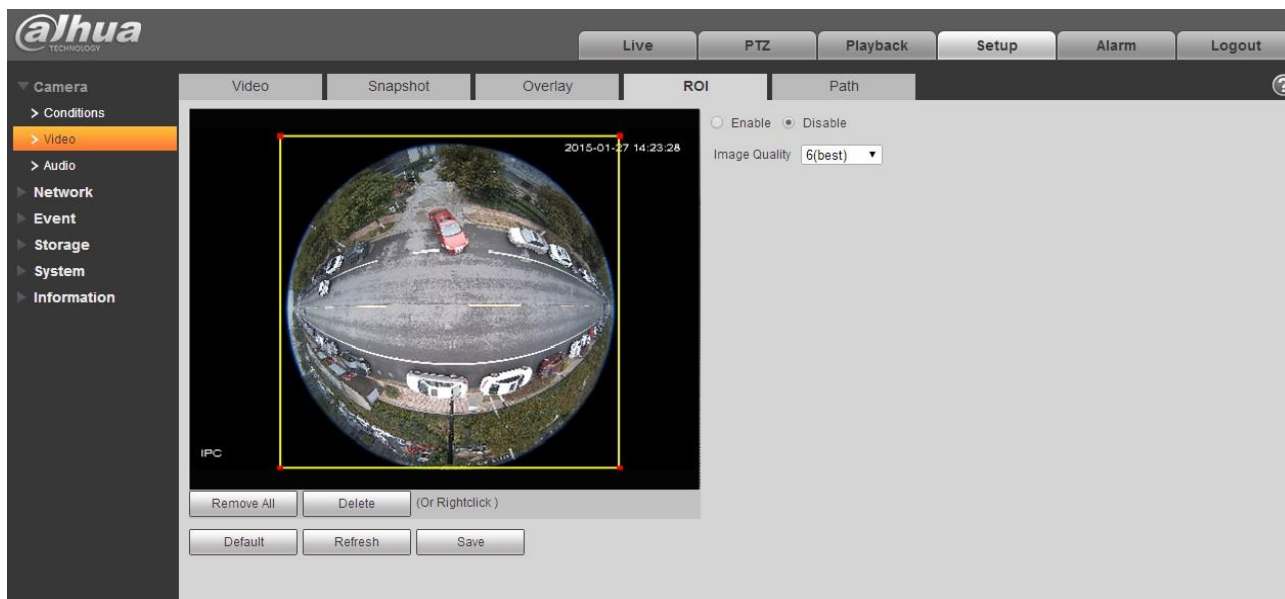 alhua
TECHNOLOGY
Live PTZ Playback Setup Alarm Logout
Camera
> Conditions
> Video
> Audio
Network
Event
Storage
System
Information
Video Snapshot Overlay ROI Path ?
2015-01-27 14:23:28
IPC
Enable Disable
Image Quality 6(best)
Remove All Delete (Or Rightclick )
Default Refresh Save